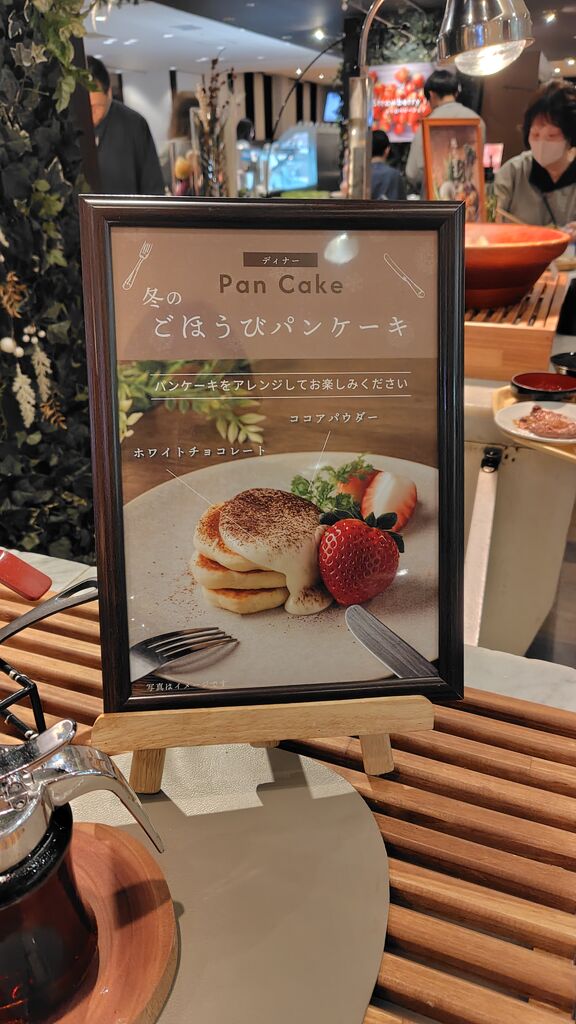 ディナー
Pan Cake
冬の
ごほうびパンケーキ
パンケーキをアレンジしてお楽しみください
ココアパウダー
ホワイトチョコレート
写真はイメージです